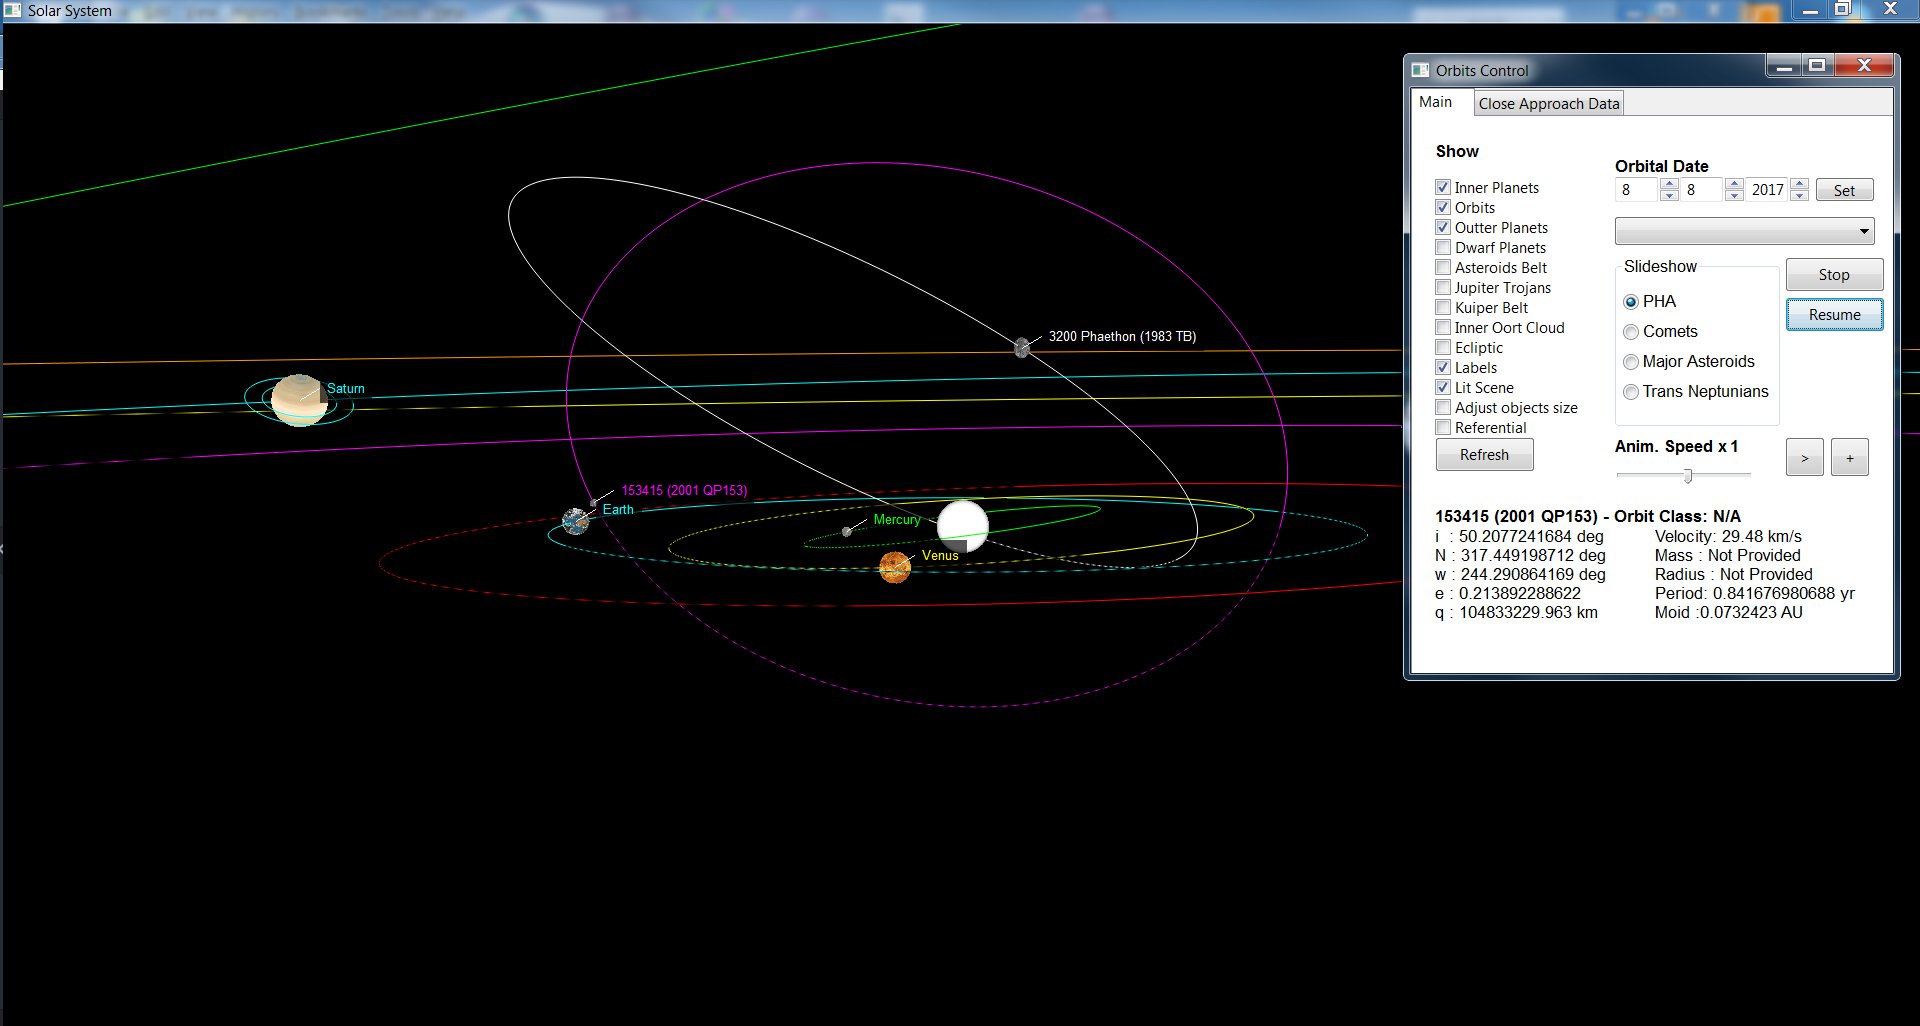 Solar System
Orbits Control
Main
Close Approach Data
Show
Inner Planets
Orbits
Outter Planets
Dwarf Planets
Asteroids Belt
Jupiter Trojans
Kuiper Belt
Inner Oort Cloud
Ecliptic
Labels
Lit Scene
Adjust objects size
Referential
Refresh
Orbital Date
8 8 2017 Set
Slideshow
PHA
Comets
Major Asteroids
Trans Neptunians
Stop
Resume
Anim. Speed x 1
> +
153415 (2001 QP153) - Orbit Class: N/A
i : 50.2077241684 deg
N : 317.449198712 deg
w : 244.290864169 deg
e : 0.213892288622
q : 104833229.963 km
Velocity: 29.48 km/s
Mass : Not Provided
Radius : Not Provided
Period: 0.841676980688 yr
Moid :0.0732423 AU
3200 Phaethon (1983 TB)
Saturn
153415 (2001 QP153)
Earth
Mercury
Venus